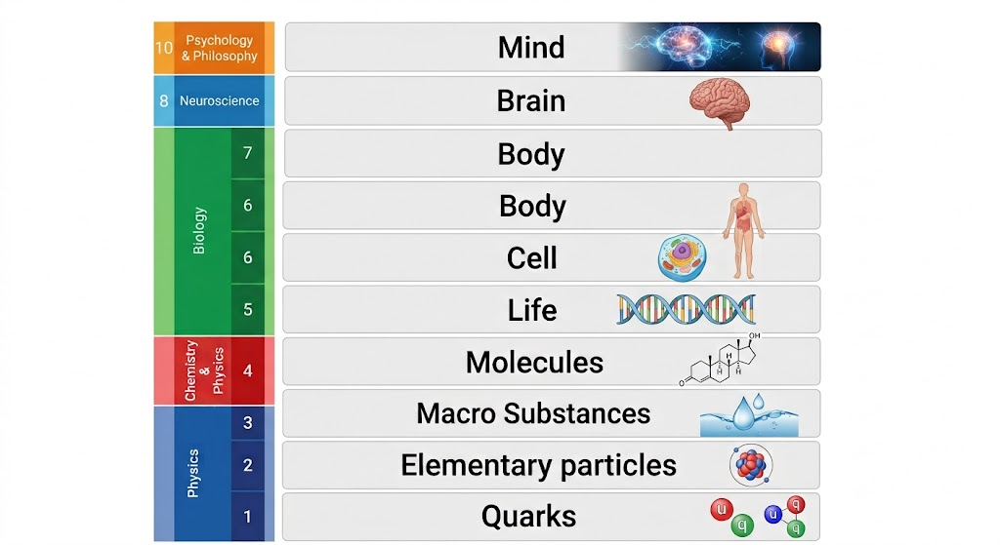 10
Psychology
& Philosophy
Mind
8
Neuroscience
Brain
Biology
7
Body
6
Body
6
Cell
5
Life
Chemistry
&
Physics
4
Molecules
OH
H
H
H
O
Physics
3
Macro Substances
2
Elementary particles
1
Quarks
u
q
q
u
q